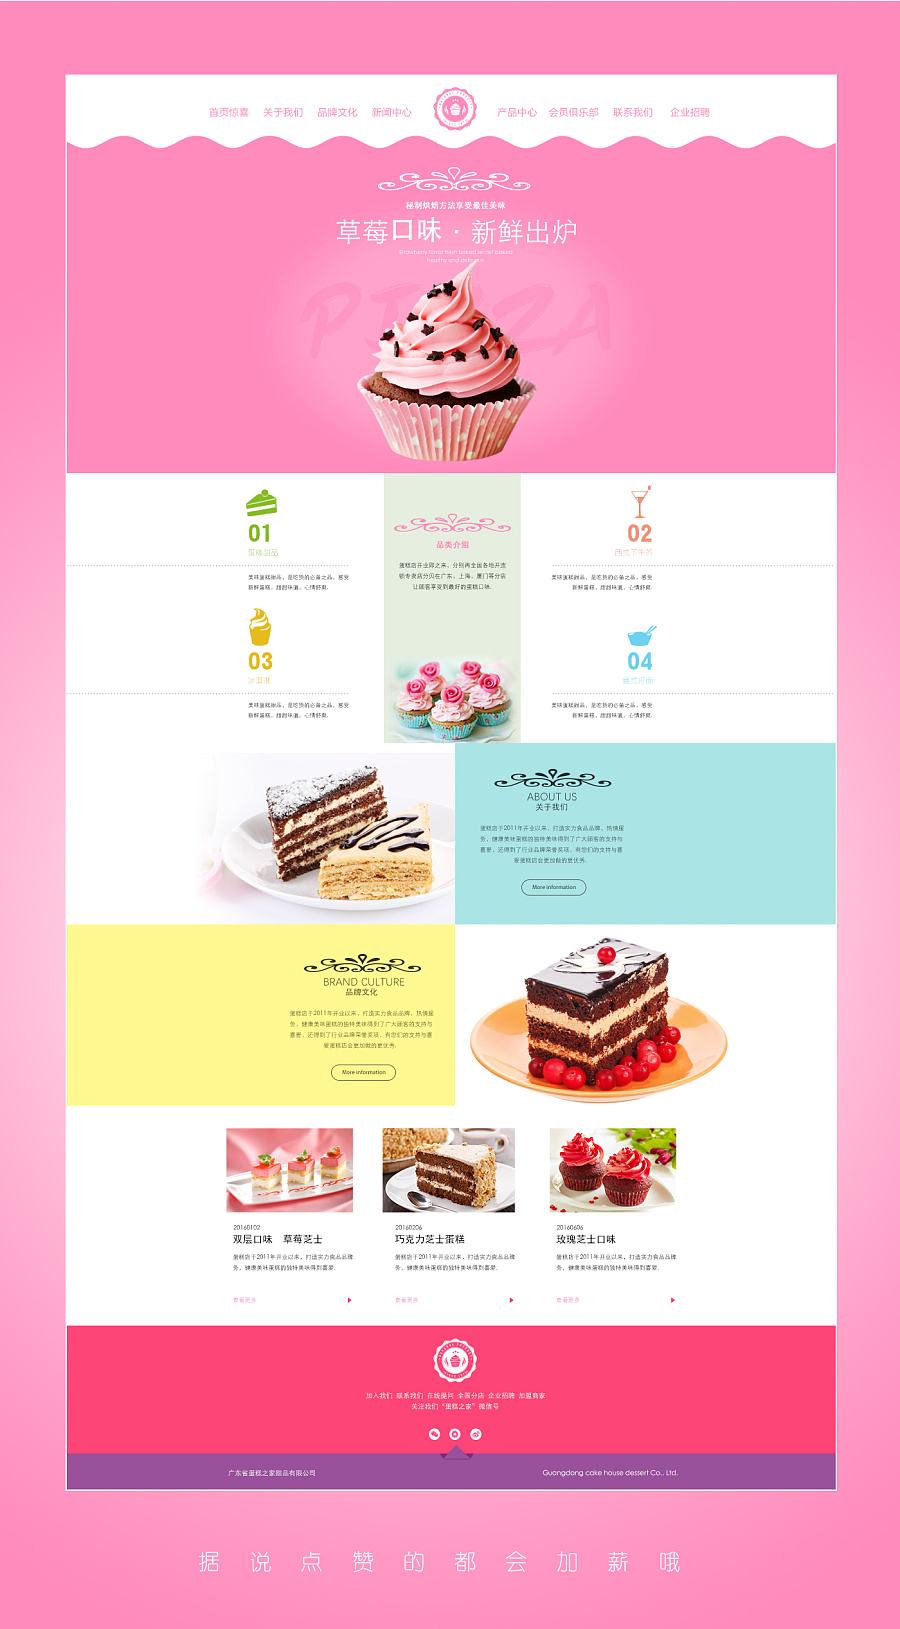 首页惊喜 关于我们 品牌文化 新闻中心 产品中心 会员俱乐部 联系我们 企业招聘
秘制烘焙方法享受最佳美味
草莓口味·新鲜出炉
Strawberry flavor fresh baked secret baked
healthy and delicious
PIZZA
01
蛋糕甜品
美味蛋糕甜品，是吃货的必备之品，感受
新鲜蛋糕，甜甜味道，心情舒爽.
02
西式下午茶
美味蛋糕甜品，是吃货的必备之品，感受
新鲜蛋糕，甜甜味道，心情舒爽.
品类介绍
蛋糕店开业即之来，分别再全国各地开连
锁专卖店分贝在广东、上海、厦门等分店
让顾客享受到最好的蛋糕口味.
03
冰淇淋
美味蛋糕甜品，是吃货的必备之品，感受
新鲜蛋糕，甜甜味道，心情舒爽.
04
美味蛋糕甜品，是吃货的必备之品，感受
新鲜蛋糕，甜甜味道，心情舒爽.
ABOUT US
关于我们
蛋糕店于2011年开业以来，打造实力食品品牌，热情服
务，健康美味蛋糕的独特美味得到了广大顾客的支持与
喜爱，还得到了行业品牌荣誉奖项，有您们的支持与喜
爱蛋糕店会更加做的更优秀.
More information
BRAND CULTURE
品牌文化
蛋糕店于2011年开业以来，打造实力食品品牌，热情服
务，健康美味蛋糕的独特美味得到了广大顾客的支持与
喜爱，还得到了行业品牌荣誉奖项，有您们的支持与喜
爱蛋糕店会更加做的更优秀.
More information
20160102
双层口味 草莓芝士
蛋糕店于2011年开业以来，打造实力食品品牌
务，健康美味蛋糕的独特美味得到喜爱.
查看更多
20160206
巧克力芝士蛋糕
蛋糕店于2011年开业以来，打造实力食品品牌
务，健康美味蛋糕的独特美味得到喜爱.
查看更多
20160606
玫瑰芝士口味
蛋糕店于2011年开业以来，打造实力食品品牌
务，健康美味蛋糕的独特美味得到喜爱.
查看更多
加入我们 联系我们 在线提问 全国分店 企业招聘 加盟商家
关注我们“蛋糕之家”微信号
广东省蛋糕之家甜品有限公司
Guangdong cake house dessert Co., Ltd.
据说点赞的都会加薪哦